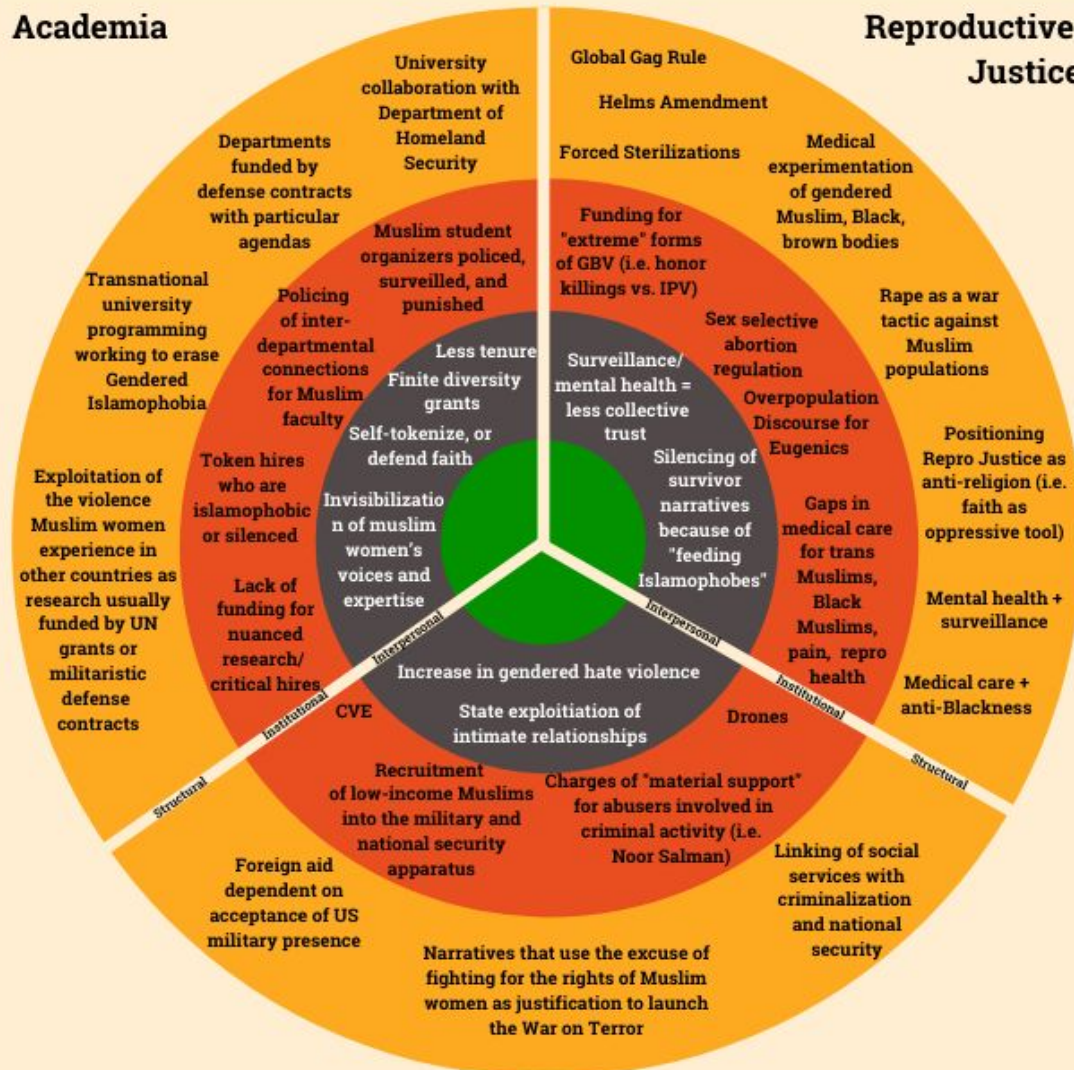 Academia
Reproductive
Justice
University
collaboration with
Department of
Homeland
Security
Departments
funded by
defense contracts
with particular
agendas
Transnational
university
programming
working to erase
Gendered
Islamophobia
Exploitation of
the violence
Muslim women
experience in
other countries as
research usually
funded by UN
grants or
militaristic
defense
contracts
Muslim student
organizers policed,
surveilled, and
punished
Policing
of inter-
departmental
connections
for Muslim
faculty
Token hires
who are
islamophobic
or silenced
Lack of
funding for
nuanced
research/
critical hires
Less tenure
Finite diversity
grants
Self-tokenize, or
defend faith
Invisibilizatio
n of muslim
women's
voices and
expertise
Global Gag Rule
Helms Amendment
Forced Sterilizations
Medical
experimentation
of gendered
Muslim, Black,
brown bodies
Rape as a war
tactic against
Muslim
populations
Positioning
Repro Justice as
anti-religion (i.e.
faith as
oppressive tool)
Mental health +
surveillance
Medical care +
anti-Blackness
Funding for
"extreme" forms
of GBV (i.e. honor
killings vs. IPV)
Sex selective
abortion
regulation
Overpopulation
Discourse for
Eugenics
Gaps in
medical care
for trans
Muslims,
Black
Muslims,
pain, repro
health
Surveillance/
mental health =
less collective
trust
Silencing of
survivor
narratives
because of
"feeding
Islamophobes"
Interpersonal
Institutional
Structural
Interpersonal
Institutional
Structural
Increase in gendered hate violence
State exploitiation of
intimate relationships
CVE
Drones
Recruitment
of low-income Muslims
into the military and
national security
apparatus
Charges of "material support"
for abusers involved in
criminal activity (i.e.
Noor Salman)
Foreign aid
dependent on
acceptance of US
military presence
Narratives that use the excuse of
fighting for the rights of Muslim
women as justification to launch
the War on Terror
Linking of social
services with
criminalization
and national
security